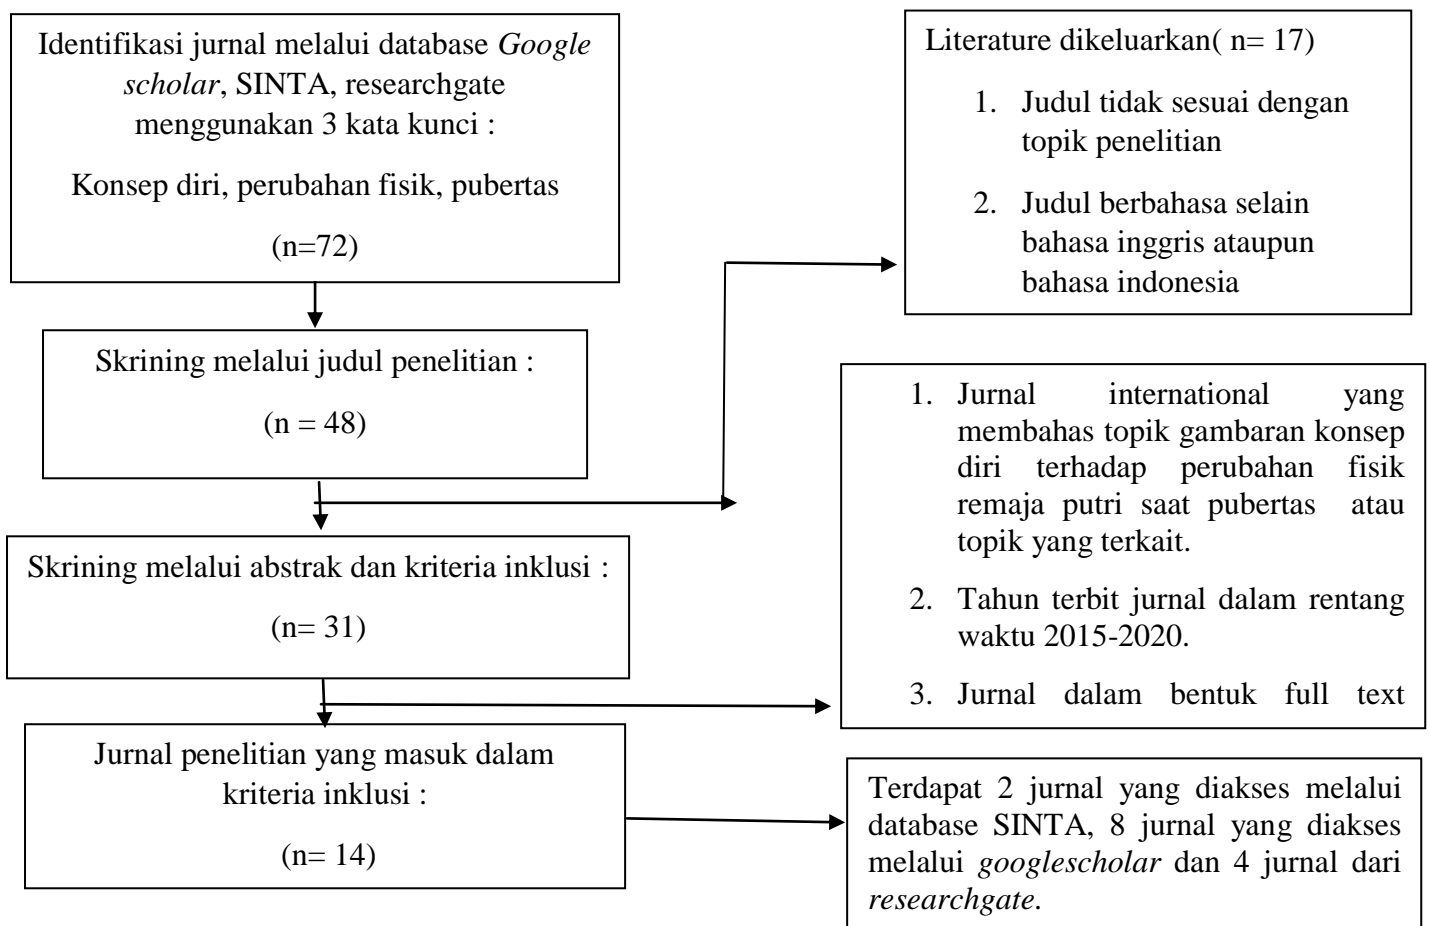 Identifikasi jurnal melalui database Google
scholar, SINTA, researchgate
menggunakan 3 kata kunci :
Konsep diri, perubahan fisik, pubertas
(n=72)
Literature dikeluarkan( n= 17)
1. Judul tidak sesuai dengan
topik penelitian
2. Judul berbahasa selain
bahasa inggris ataupun
bahasa indonesia
Skrining melalui judul penelitian :
(n = 48)
1. Jurnal international yang
membahas topik gambaran konsep
diri terhadap perubahan fisik
remaja putri saat pubertas atau
topik yang terkait.
2. Tahun terbit jurnal dalam rentang
waktu 2015-2020.
3. Jurnal dalam bentuk full text
Skrining melalui abstrak dan kriteria inklusi :
(n= 31)
Jurnal penelitian yang masuk dalam
kriteria inklusi :
(n= 14)
Terdapat 2 jurnal yang diakses melalui
database SINTA, 8 jurnal yang diakses
melalui googlescholar dan 4 jurnal dari
researchgate.